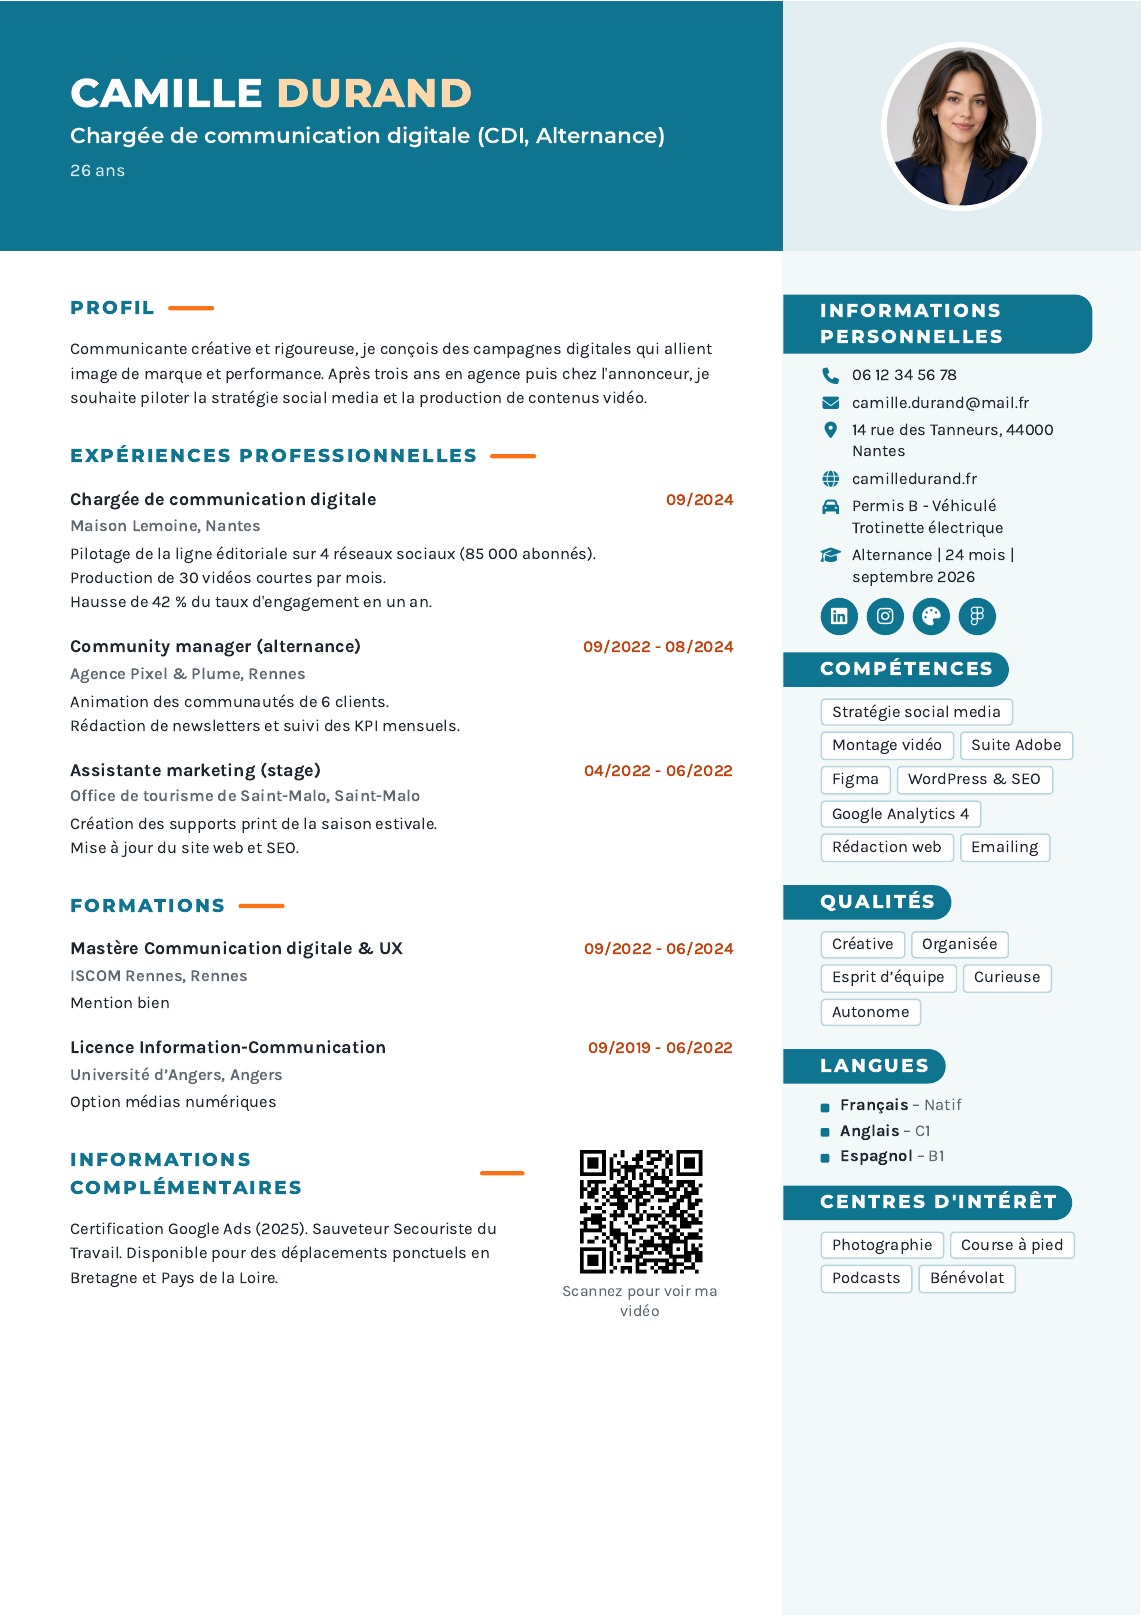 CAMILLE DURAND
Chargée de communication digitale (CDI, Alternance)
26 ans
PROFIL
Communicante créative et rigoureuse, je conçois des campagnes digitales qui allient
image de marque et performance. Après trois ans en agence puis chez l'annonceur, je
souhaite piloter la stratégie social media et la production de contenus vidéo.
EXPÉRIENCES PROFESSIONNELLES
Chargée de communication digitale 09/2024
Maison Lemoine, Nantes
Pilotage de la ligne éditoriale sur 4 réseaux sociaux (85 000 abonnés).
Production de 30 vidéos courtes par mois.
Hausse de 42 % du taux d'engagement en un an.
Community manager (alternance) 09/2022 - 08/2024
Agence Pixel & Plume, Rennes
Animation des communautés de 6 clients.
Rédaction de newsletters et suivi des KPI mensuels.
Assistante marketing (stage) 04/2022 - 06/2022
Office de tourisme de Saint-Malo, Saint-Malo
Création des supports print de la saison estivale.
Mise à jour du site web et SEO.
FORMATIONS
Mastère Communication digitale & UX 09/2022 - 06/2024
ISCOM Rennes, Rennes
Mention bien
Licence Information-Communication 09/2019 - 06/2022
Université d’Angers, Angers
Option médias numériques
INFORMATIONS
COMPLÉMENTAIRES
Certification Google Ads (2025). Sauveteur Secouriste du
Travail. Disponible pour des déplacements ponctuels en
Bretagne et Pays de la Loire.
Scannez pour voir ma
vidéo
INFORMATIONS
PERSONNELLES
06 12 34 56 78
camille.durand@mail.fr
14 rue des Tanneurs, 44000
Nantes
camilledurand.fr
Permis B - Véhiculé
Trotinette électrique
Alternance | 24 mois |
septembre 2026
COMPÉTENCES
Stratégie social media
Montage vidéo Suite Adobe
Figma WordPress & SEO
Google Analytics 4
Rédaction web Emailing
QUALITÉS
Créative Organisée
Esprit d’équipe Curieuse
Autonome
LANGUES
Français – Natif
Anglais – C1
Espagnol – B1
CENTRES D'INTÉRÊT
Photographie Course à pied
Podcasts Bénévolat